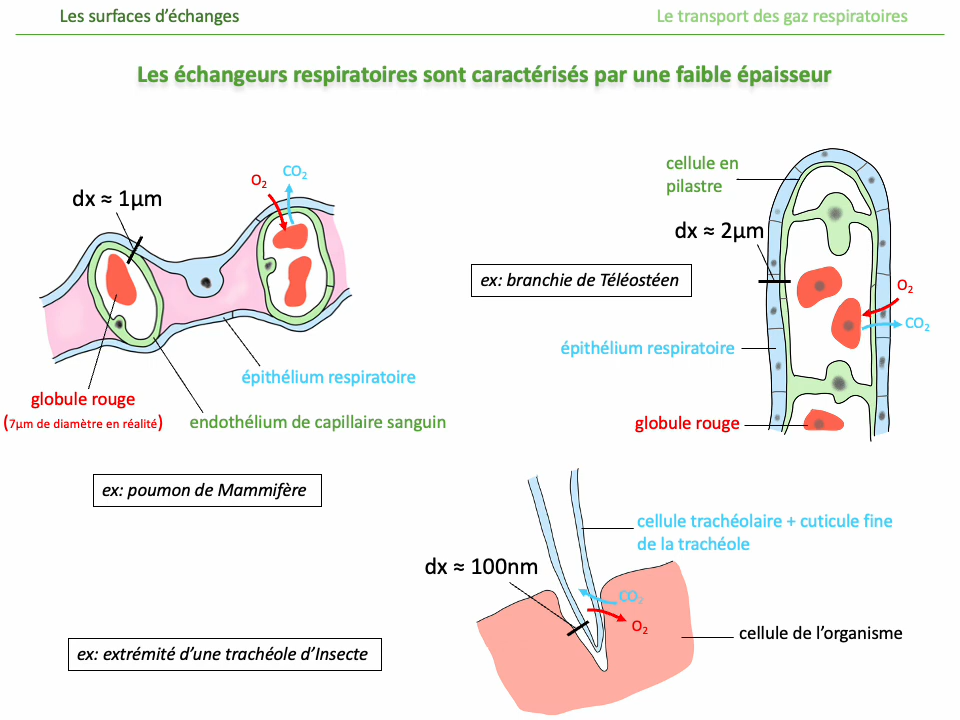 Les surfaces d’échanges
Le transport des gaz respiratoires
Les échangeurs respiratoires sont caractérisés par une faible épaisseur
dx ≈ 1µm
O2
CO2
globule rouge
(7µm de diamètre en réalité)
épithélium respiratoire
endothélium de capillaire sanguin
ex: poumon de Mammifère
cellule en
pilastre
dx ≈ 2µm
ex: branchie de Téléostéen
O2
CO2
épithélium respiratoire
globule rouge
cellule trachéolaire + cuticule fine
de la trachéole
dx ≈ 100nm
CO2
O2
cellule de l’organisme
ex: extrémité d’une trachéole d’Insecte